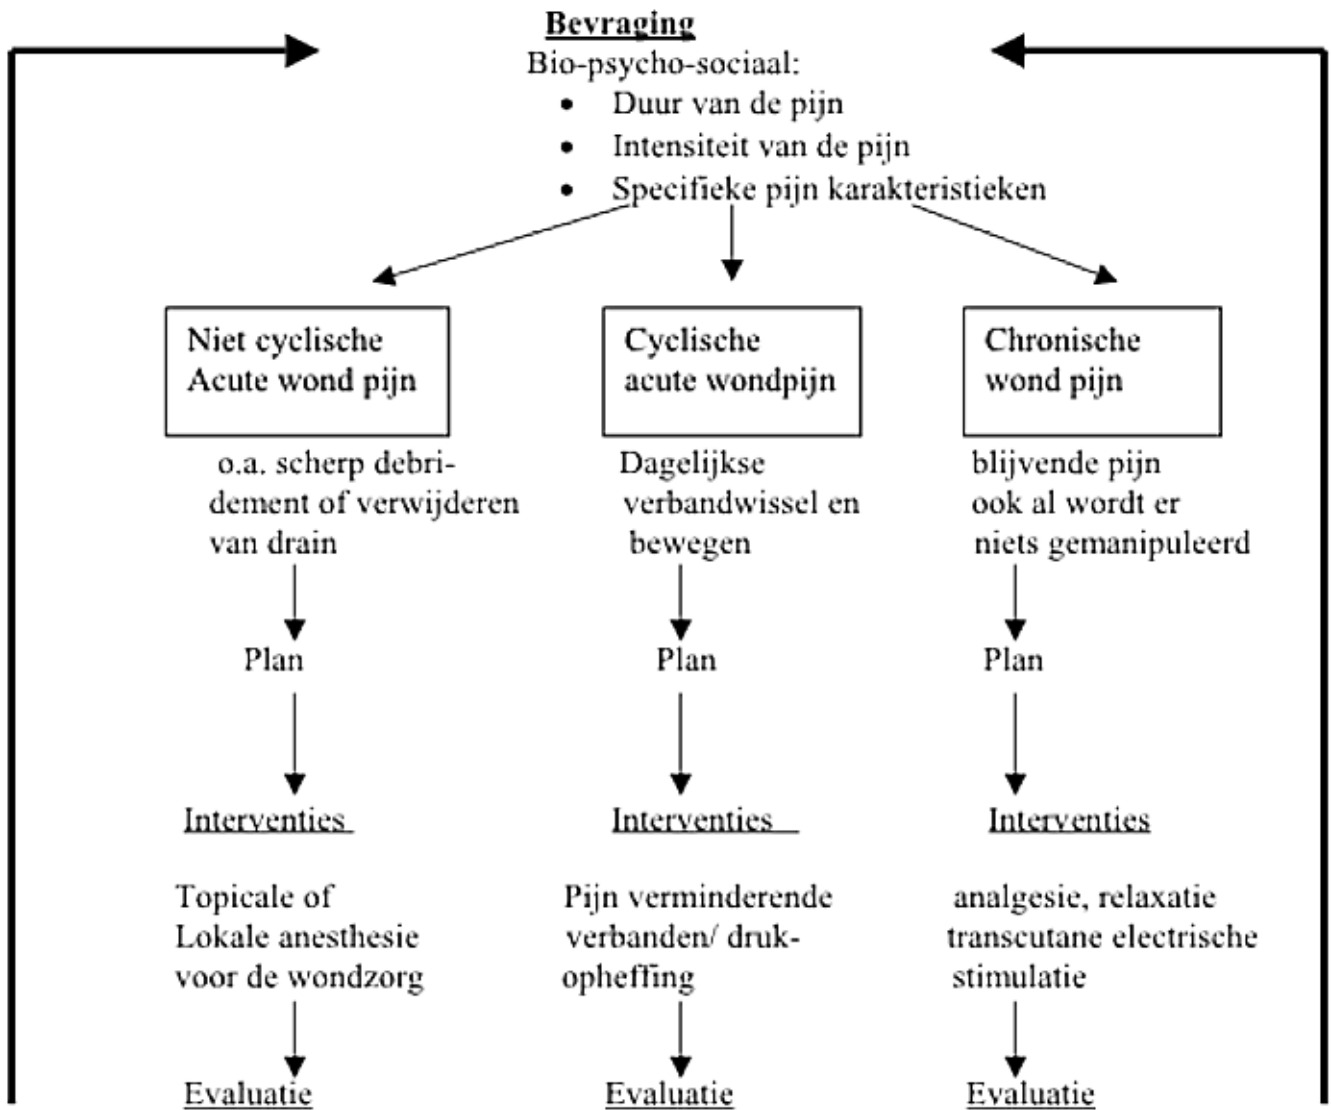 Bevraging
Bio-psycho-sociaal:
• Duur van de pijn
• Intensiteit van de pijn
• Specifieke pijn karakteristieken
Niet cyclische
Acute wond pijn
o.a. scherp debri-
dement of verwijderen
van drain
Plan
Interventies
Topicale of
Lokale anesthesie
voor de wondzorg
Evaluatie
Cyclische
acute wondpijn
Dagelijkse
verbandwissel en
bewegen
Plan
Interventies
Pijn verminderende
verbanden/ druk-
opheffing
Evaluatie
Chronische
wond pijn
blijvende pijn
ook al wordt er
niets gemanipuleerd
Plan
Interventies
analgesie, relaxatie
transcutane electrische
stimulatie
Evaluatie